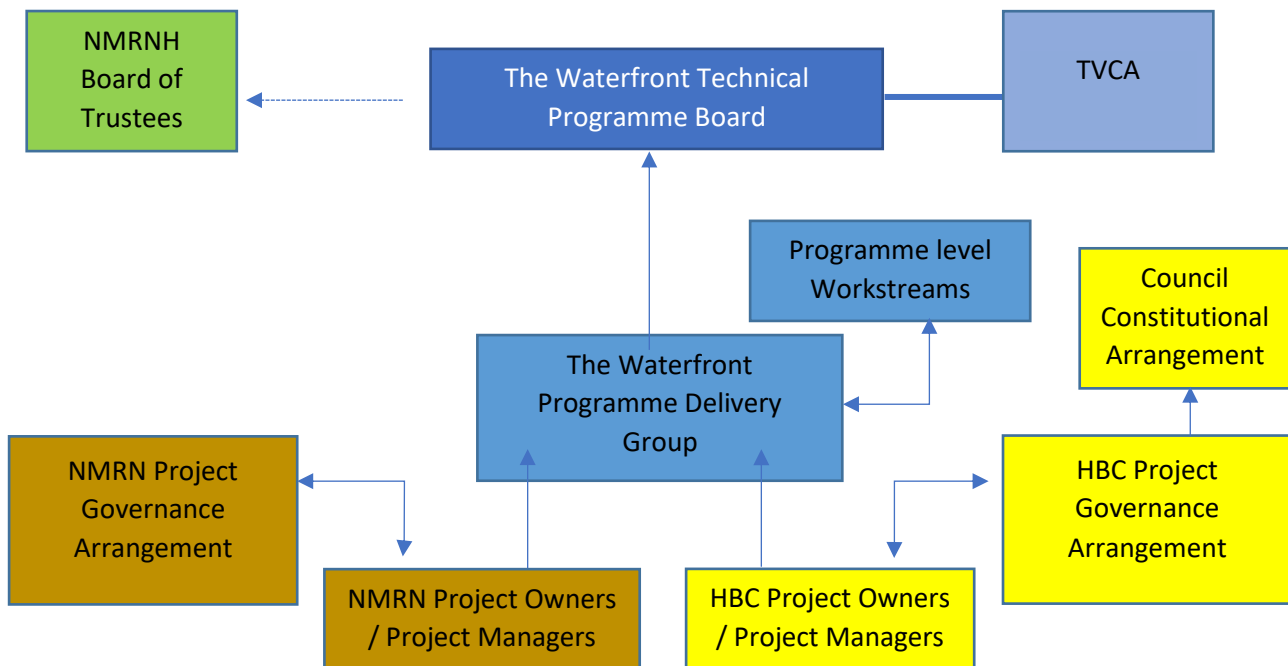 NMRNH
Board of
Trustees
The Waterfront Technical
Programme Board
TVCA
Programme level
Workstreams
Council
Constitutional
Arrangement
The Waterfront
Programme Delivery
Group
NMRN Project
Governance
Arrangement
HBC Project
Governance
Arrangement
NMRN Project Owners
/ Project Managers
HBC Project Owners
/ Project Managers